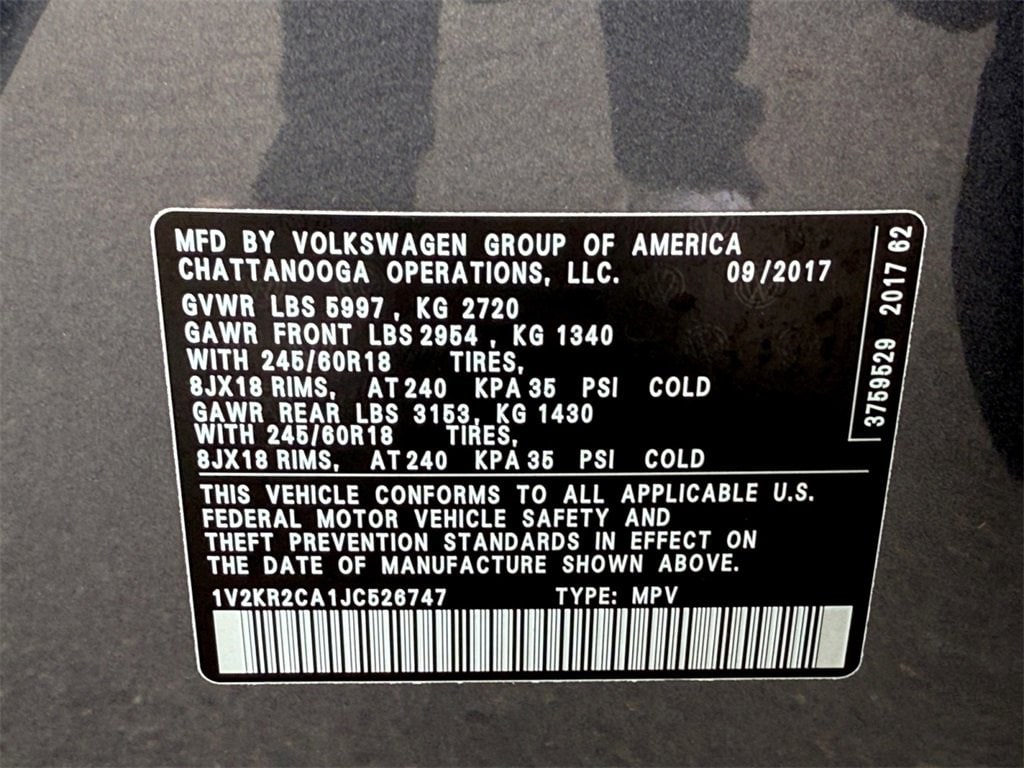 MFD BY VOLKSWAGEN GROUP OF AMERICA
CHATTANOOGA OPERATIONS, LLC. 09/2017
GVWR LBS 5997, KG 2720
GAWR FRONT LBS 2954, KG 1340
WITH 245/60R18 TIRES,
8JX18 RIMS, AT 240 KPA 35 PSI COLD
GAWR REAR LBS 3153, KG 1430
WITH 245/60R18 TIRES,
8JX18 RIMS, AT 240 KPA 35 PSI COLD
THIS VEHICLE CONFORMS TO ALL APPLICABLE U.S.
FEDERAL MOTOR VEHICLE SAFETY AND
THEFT PREVENTION STANDARDS IN EFFECT ON
THE DATE OF MANUFACTURE SHOWN ABOVE.
1V2KR2CA1JC526747 TYPE: MPV
3759529 2017 62